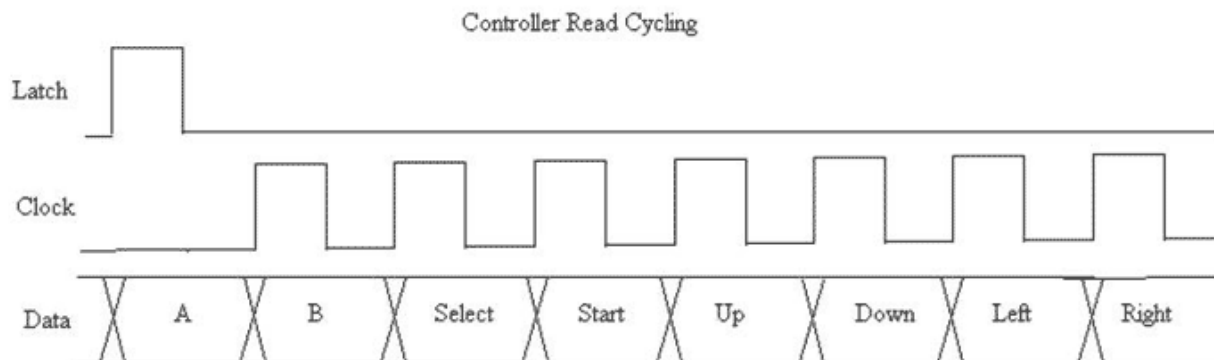 Controller Read Cycling
Latch
Clock
Data A B Select Start Up Down Left Right